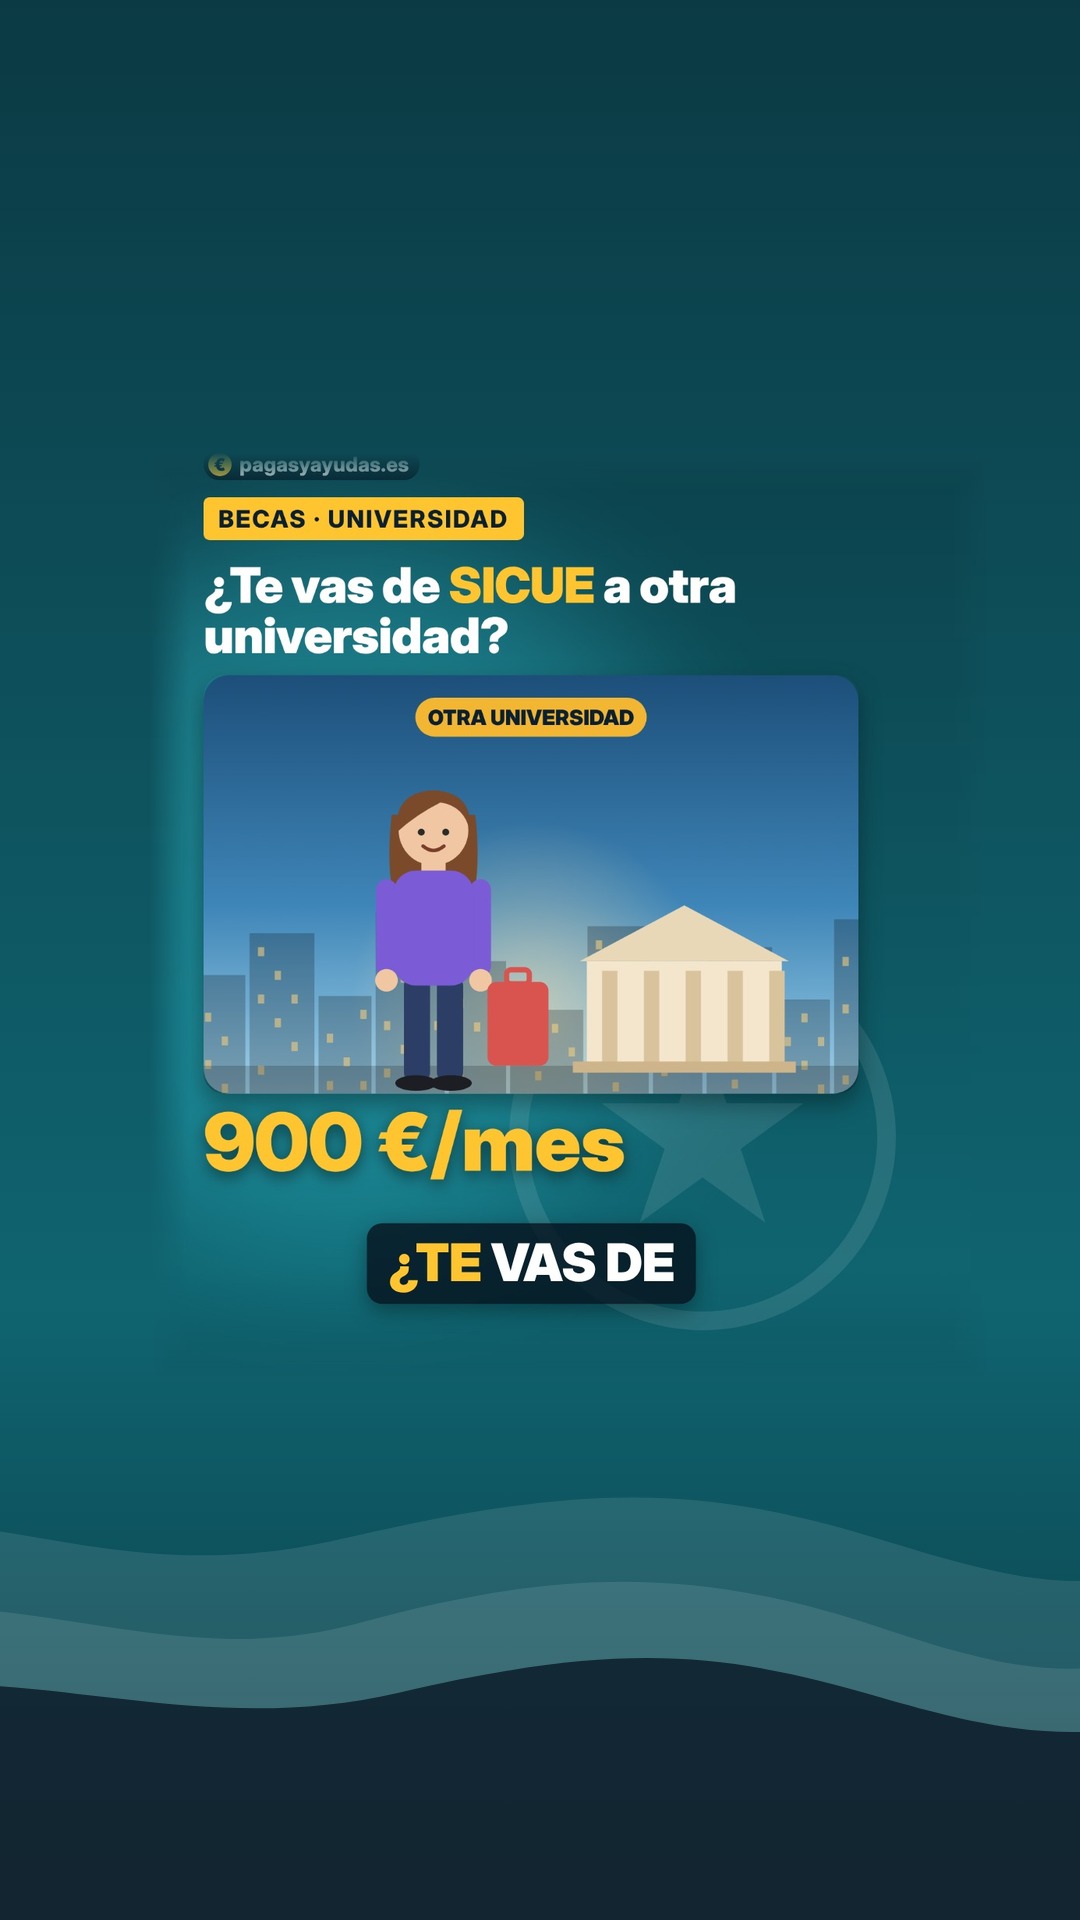 € pagasyayudas.es
BECAS · UNIVERSIDAD
¿Te vas de SICUE a otra
universidad?
OTRA UNIVERSIDAD
900 €/mes
¿TE VAS DE